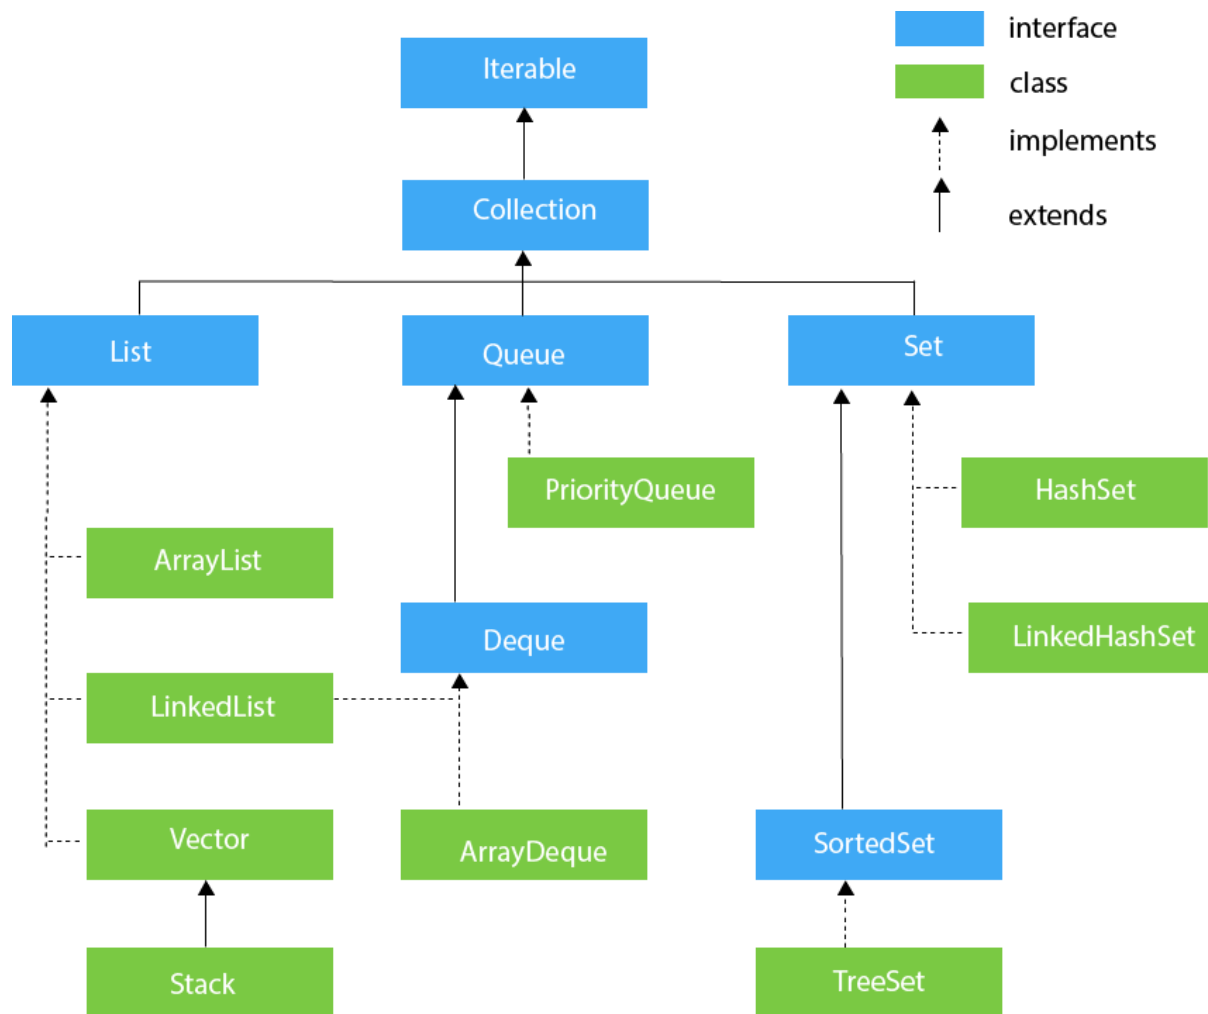 interface
class
implements
extends
Iterable
Collection
List
Queue
Set
PriorityQueue
HashSet
ArrayList
Deque
LinkedHashSet
LinkedList
Vector
ArrayDeque
SortedSet
Stack
TreeSet